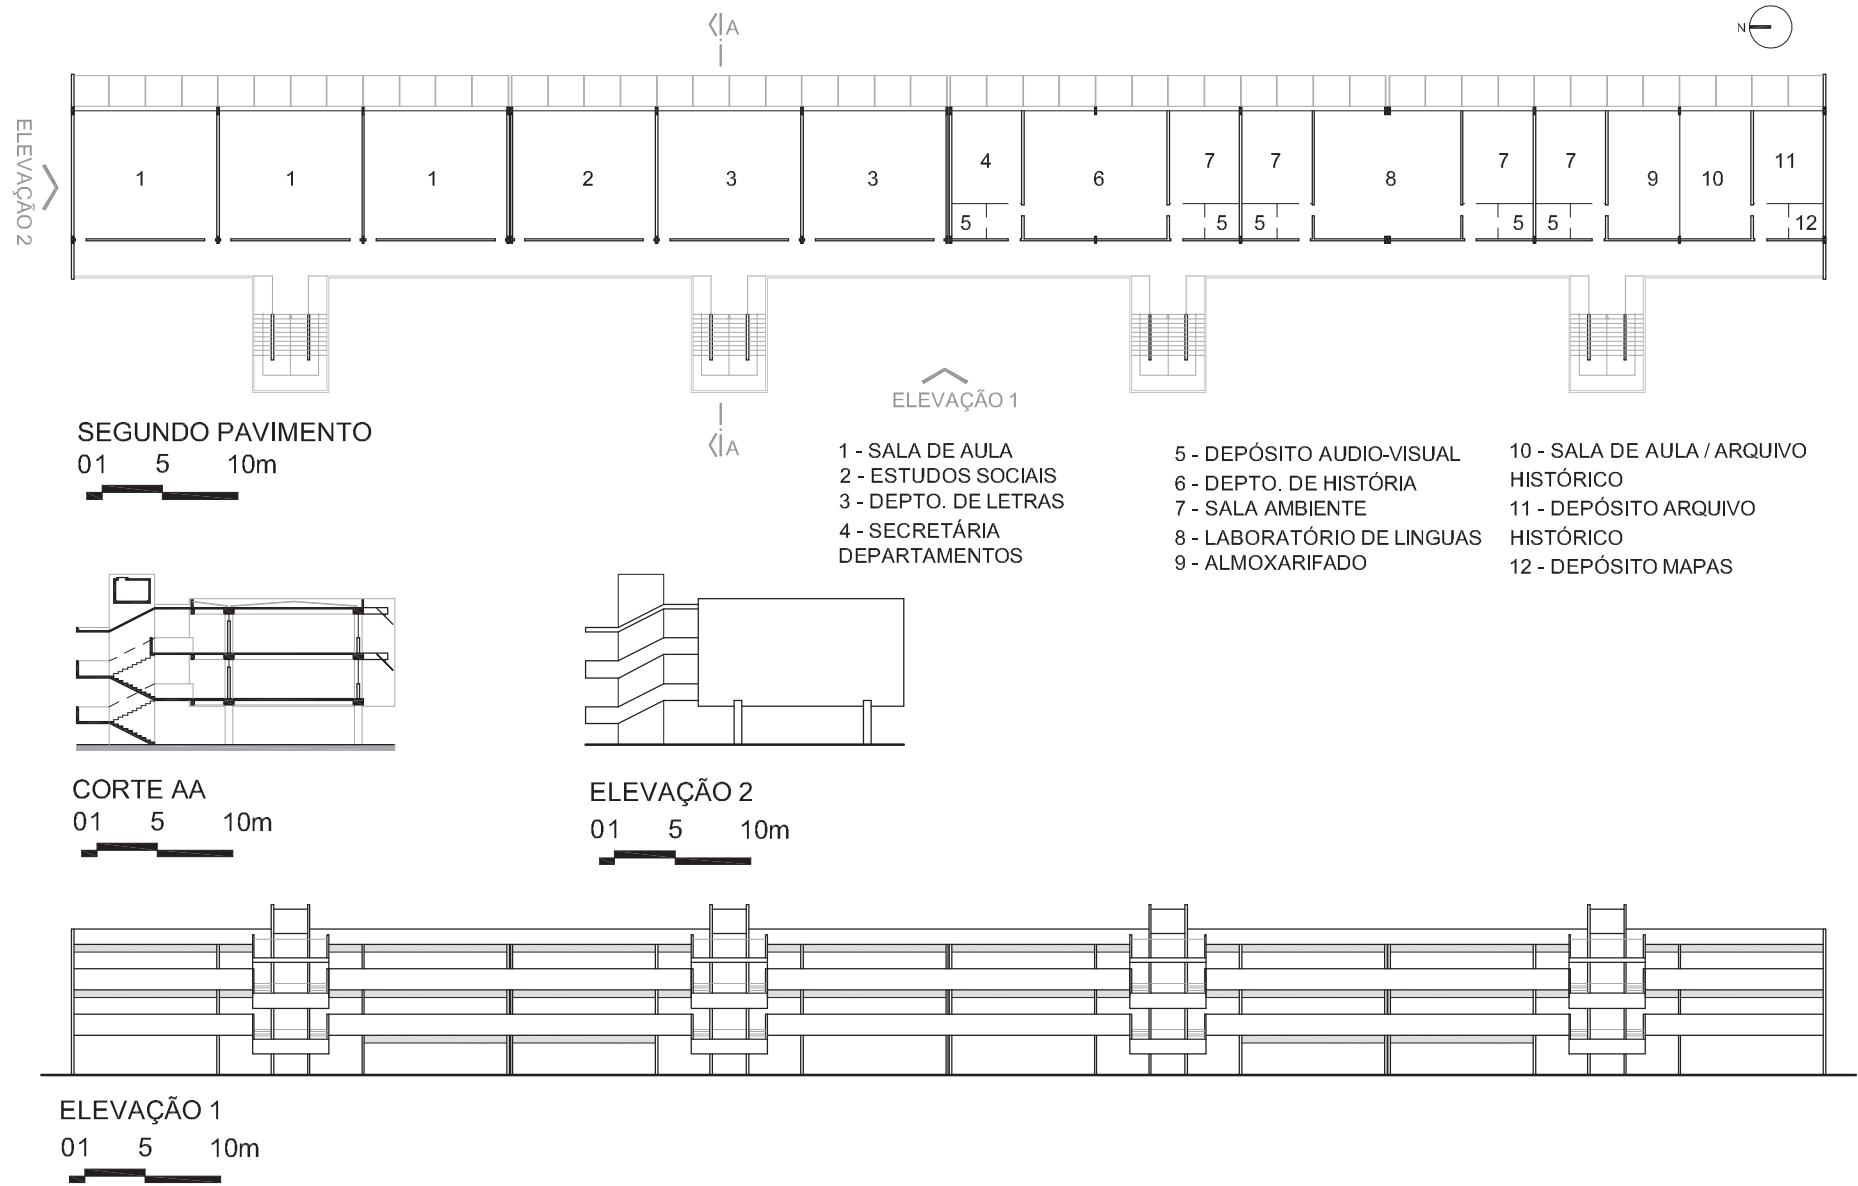 A
N
ELEVAÇÃO 2
1 1 1 2 3 3 4 6 7 7 8 7 7 9 10 11
5 5 5 5 5 12
ELEVAÇÃO 1
A
SEGUNDO PAVIMENTO
01 5 10m
1 - SALA DE AULA
2 - ESTUDOS SOCIAIS
3 - DEPTO. DE LETRAS
4 - SECRETÁRIA
DEPARTAMENTOS
5 - DEPÓSITO AUDIO-VISUAL
6 - DEPTO. DE HISTÓRIA
7 - SALA AMBIENTE
8 - LABORATÓRIO DE LINGUAS
9 - ALMOXARIFADO
10 - SALA DE AULA / ARQUIVO
HISTÓRICO
11 - DEPÓSITO ARQUIVO
HISTÓRICO
12 - DEPÓSITO MAPAS
CORTE AA
01 5 10m
ELEVAÇÃO 2
01 5 10m
ELEVAÇÃO 1
01 5 10m